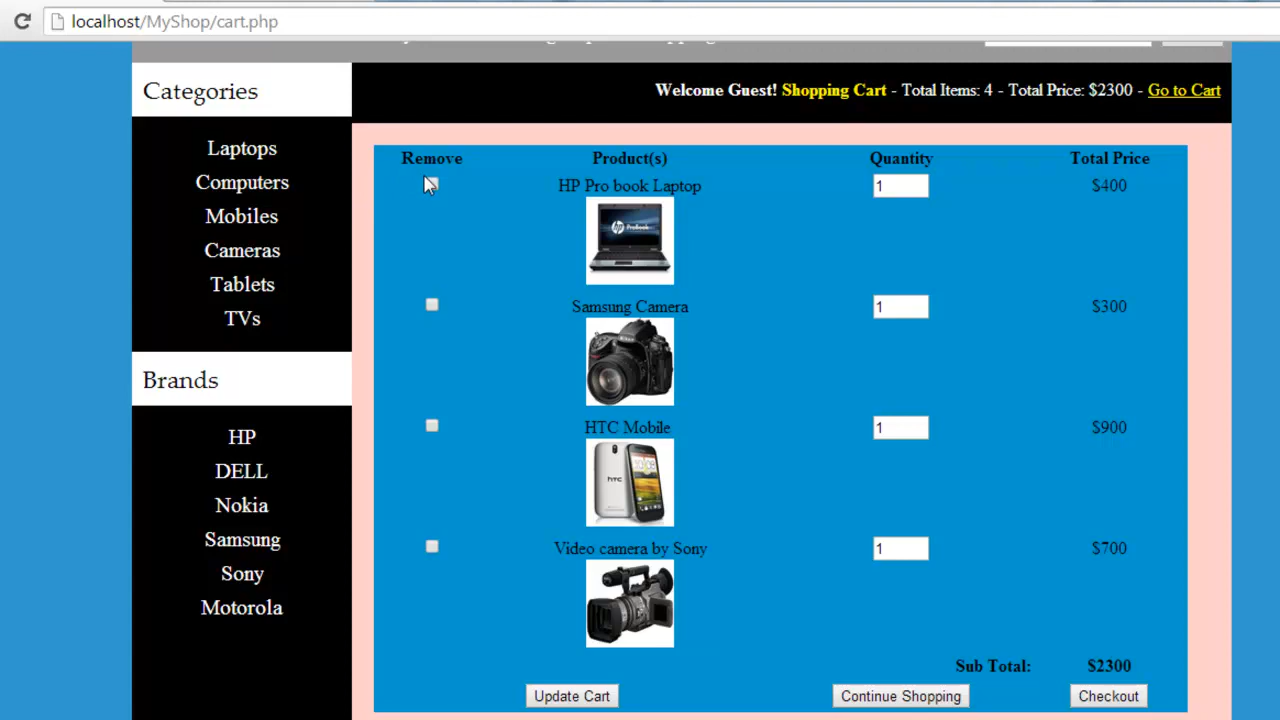 localhost/MyShop/cart.php
Categories
Welcome Guest! Shopping Cart - Total Items: 4 - Total Price: $2300 - Go to Cart
Laptops
Computers
Mobiles
Cameras
Tablets
TVs
Brands
HP
DELL
Nokia
Samsung
Sony
Motorola
Remove Product(s) Quantity Total Price
HP Pro book Laptop 1 $400
hp ProBook
Samsung Camera 1 $300
HTC Mobile 1 $900
hTC
Video camera by Sony 1 $700
Sub Total: $2300
Update Cart Continue Shopping Checkout